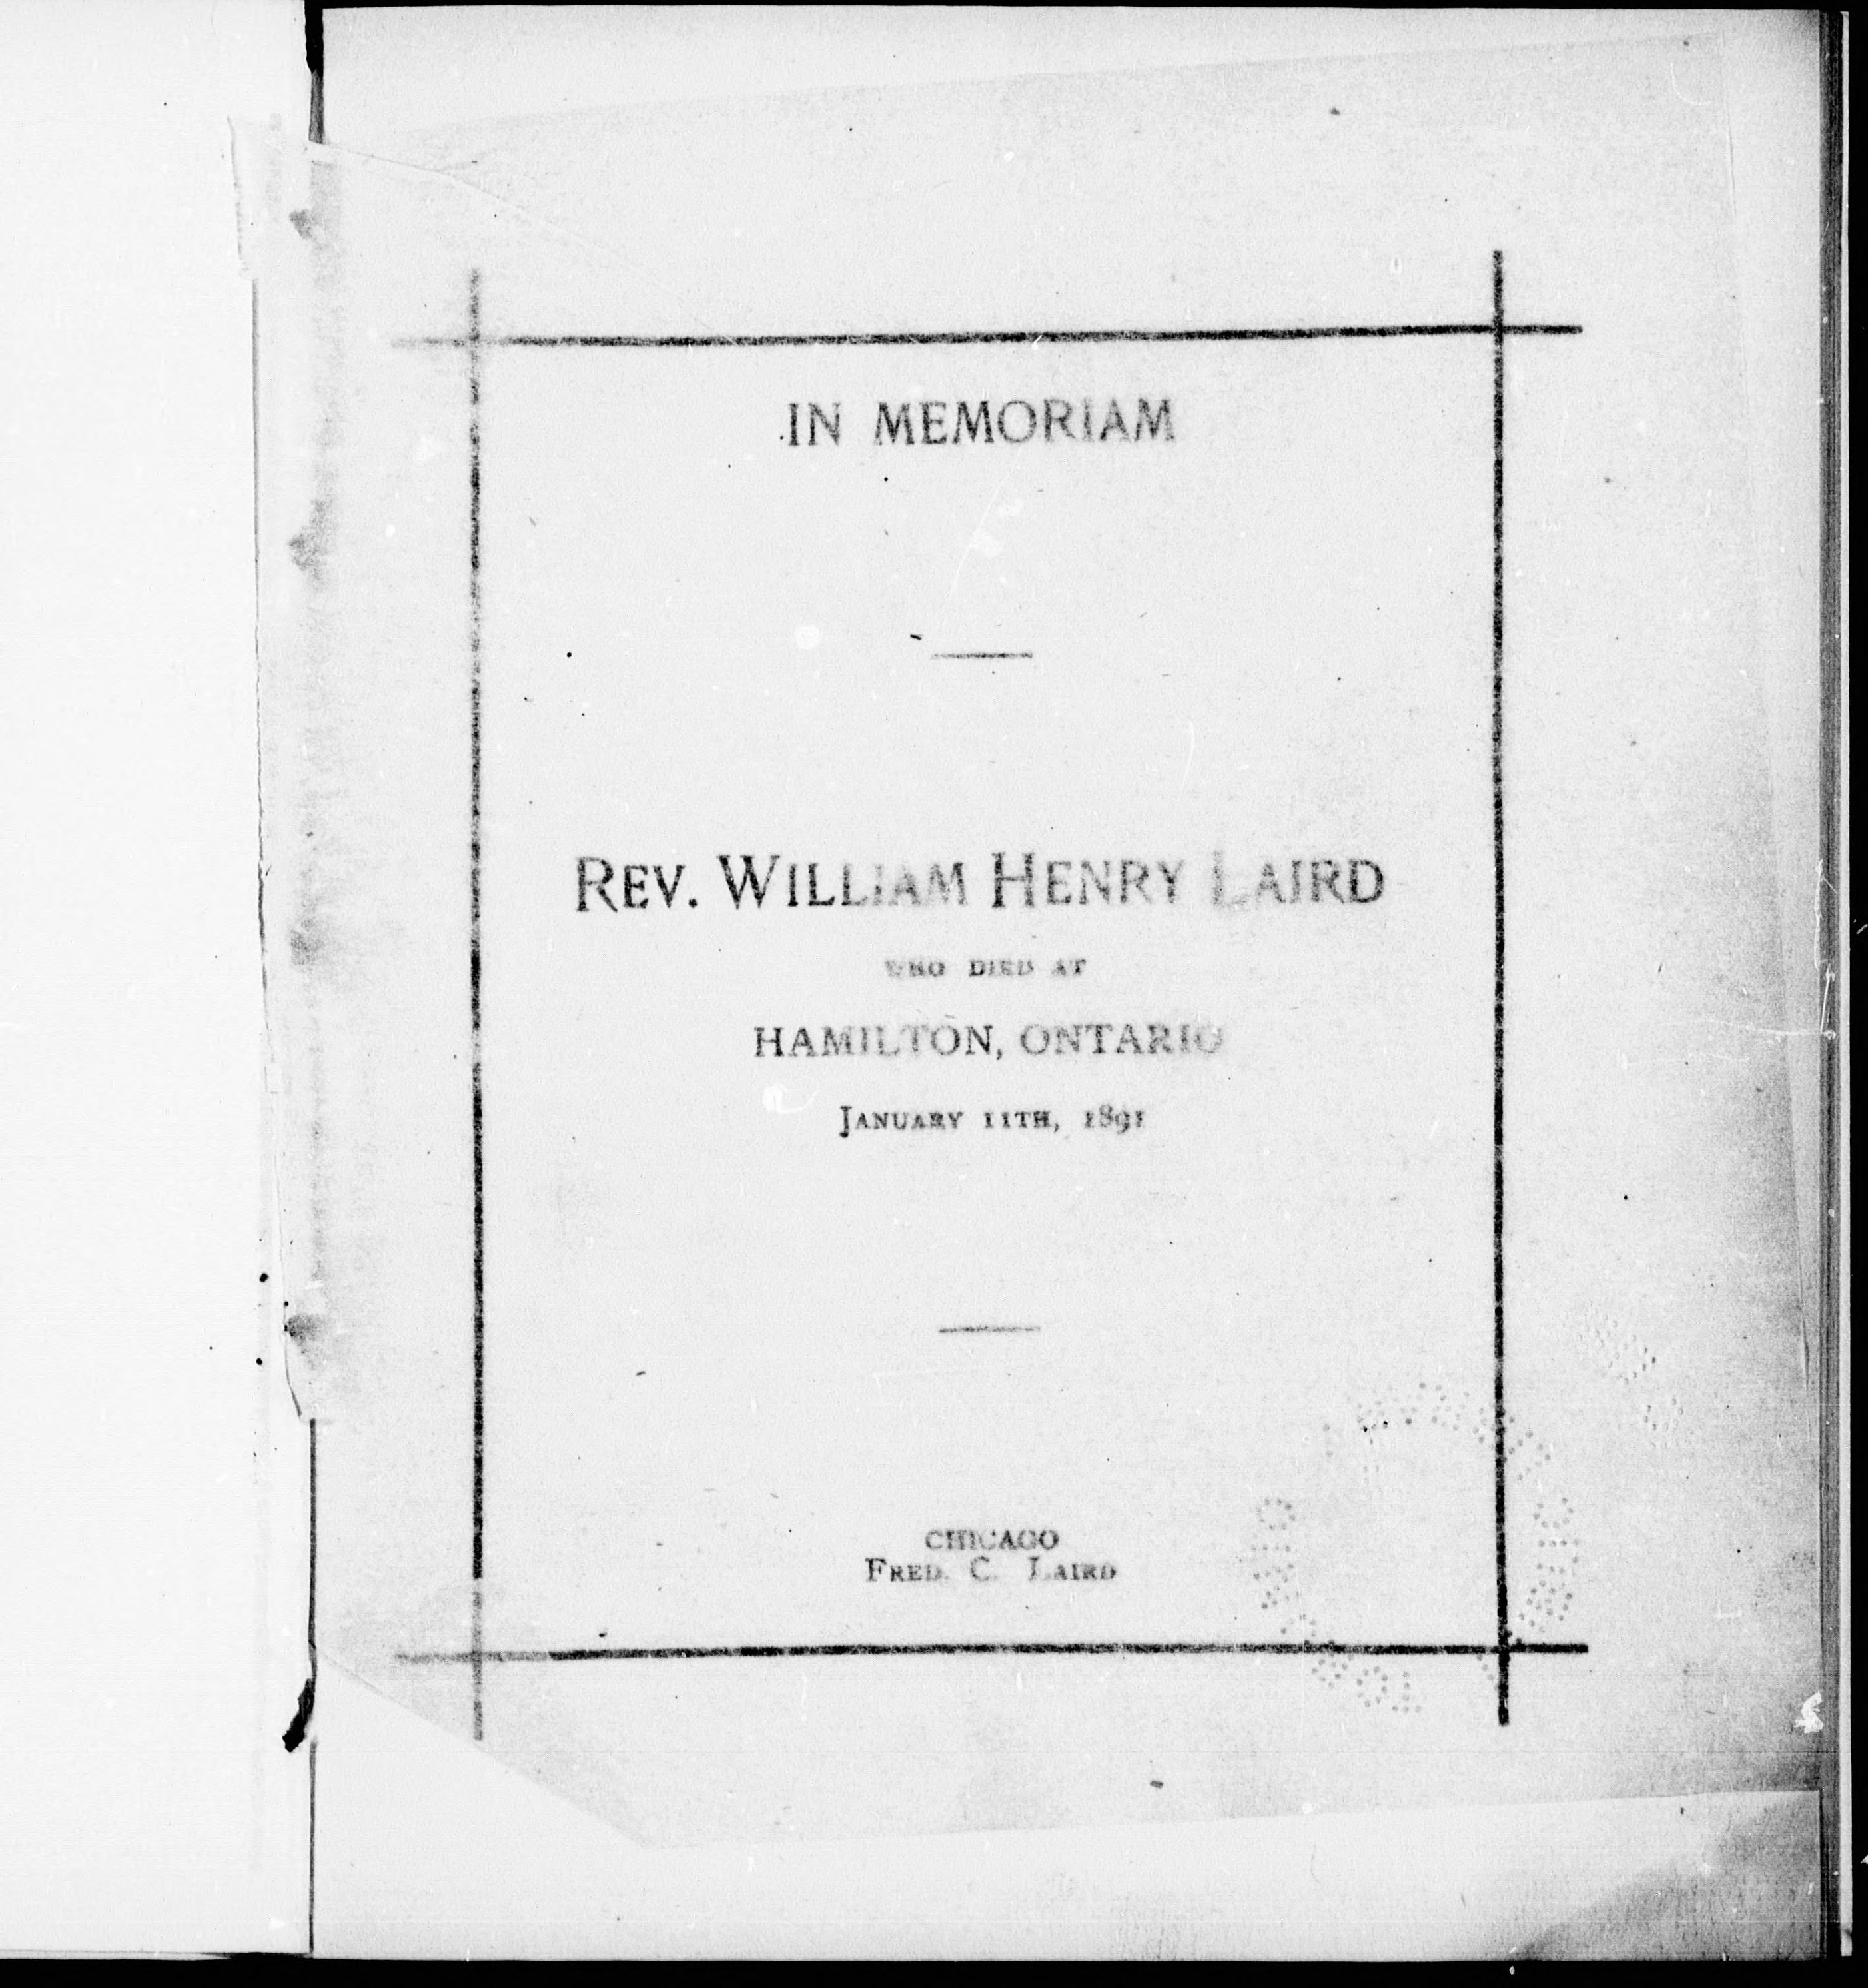 IN MEMORIAM
REV. WILLIAM HENRY LAIRD
WHO DIED AT
HAMILTON, ONTARIO
JANUARY 11TH, 1891
CHICAGO
FRED. C. LAIRD